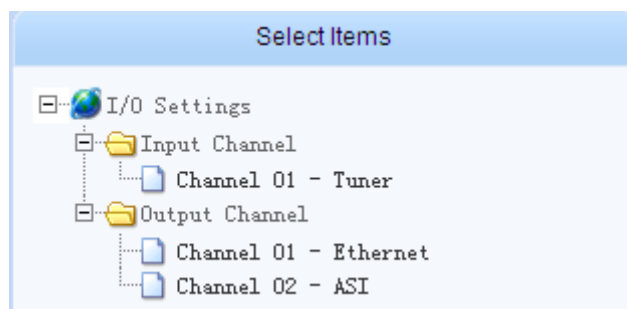 Select Items
I/O Settings
Input Channel
Channel 01 - Tuner
Output Channel
Channel 01 - Ethernet
Channel 02 - ASI